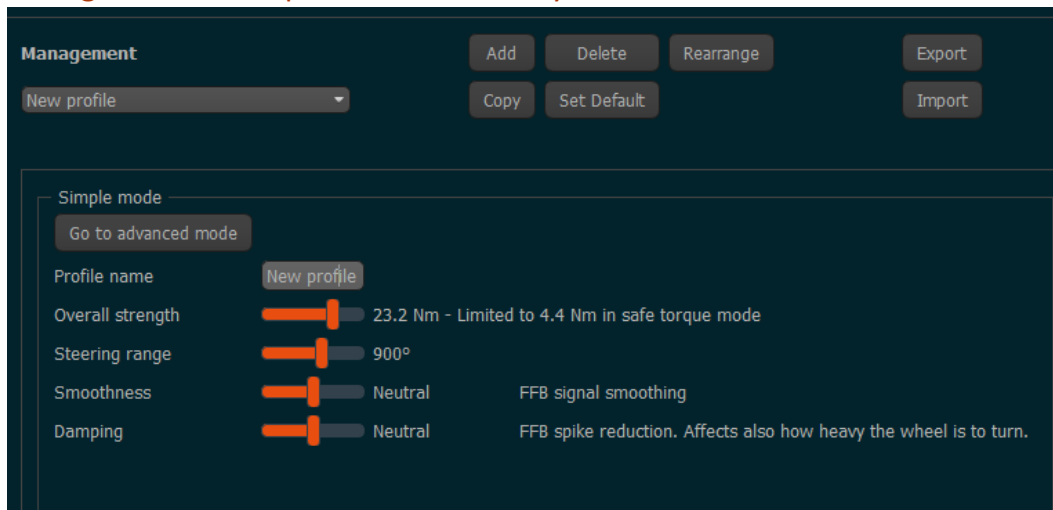 Management Add Delete Rearrange Export
New profile Copy Set Default Import
Simple mode
Go to advanced mode
Profile name New profile
Overall strength 23.2 Nm - Limited to 4.4 Nm in safe torque mode
Steering range 900º
Smoothness Neutral FFB signal smoothing
Damping Neutral FFB spike reduction. Affects also how heavy the wheel is to turn.